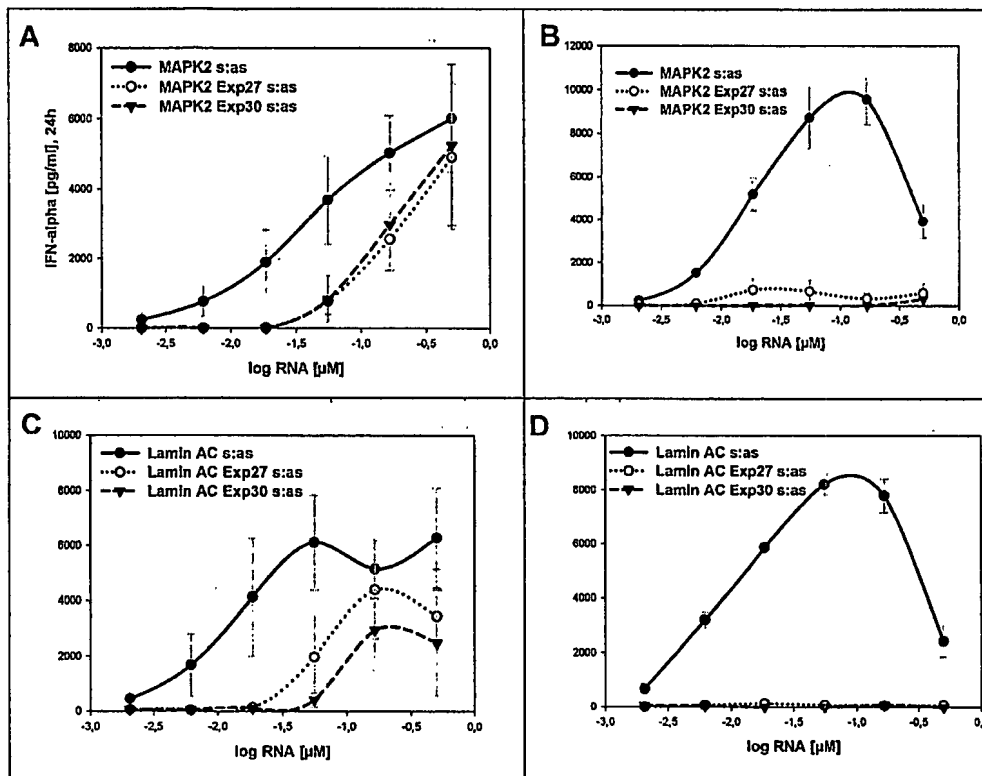 A
8000
6000
4000
2000
0
IFN-alpha [pg/ml], 24h
MAPK2 s:as
MAPK2 Exp27 s:as
MAPK2 Exp30 s:as
-3,0 -2,5 -2,0 -1,5 -1,0 -0,5 0,0
log RNA [µM]
B
12000
10000
8000
6000
4000
2000
0
MAPK2 s:as
MAPK2 Exp27 s:as
MAPK2 Exp30 s:as
-3,0 -2,5 -2,0 -1,5 -1,0 -0,5 0,0
log RNA [µM]
C
10000
8000
6000
4000
2000
0
Lamin AC s:as
Lamin AC Exp27 s:as
Lamin AC Exp30 s:as
-3,0 -2,5 -2,0 -1,5 -1,0 -0,5 0,0
log RNA [µM]
D
10000
8000
6000
4000
2000
0
Lamin AC s:as
Lamin AC Exp27 s:as
Lamin AC Exp30 s:as
-3,0 -2,5 -2,0 -1,5 -1,0 -0,5 0,0
log RNA [µM]